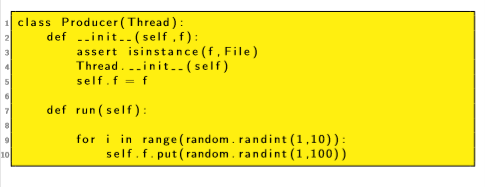 1 class Producer(Thread):
2     def __init__(self,f):
3         assert isinstance(f,File)
4         Thread.__init__(self)
5         self.f = f
6
7     def run(self):
8
9         for i in range(random.randint(1,10)):
10             self.f.put(random.randint(1,100))